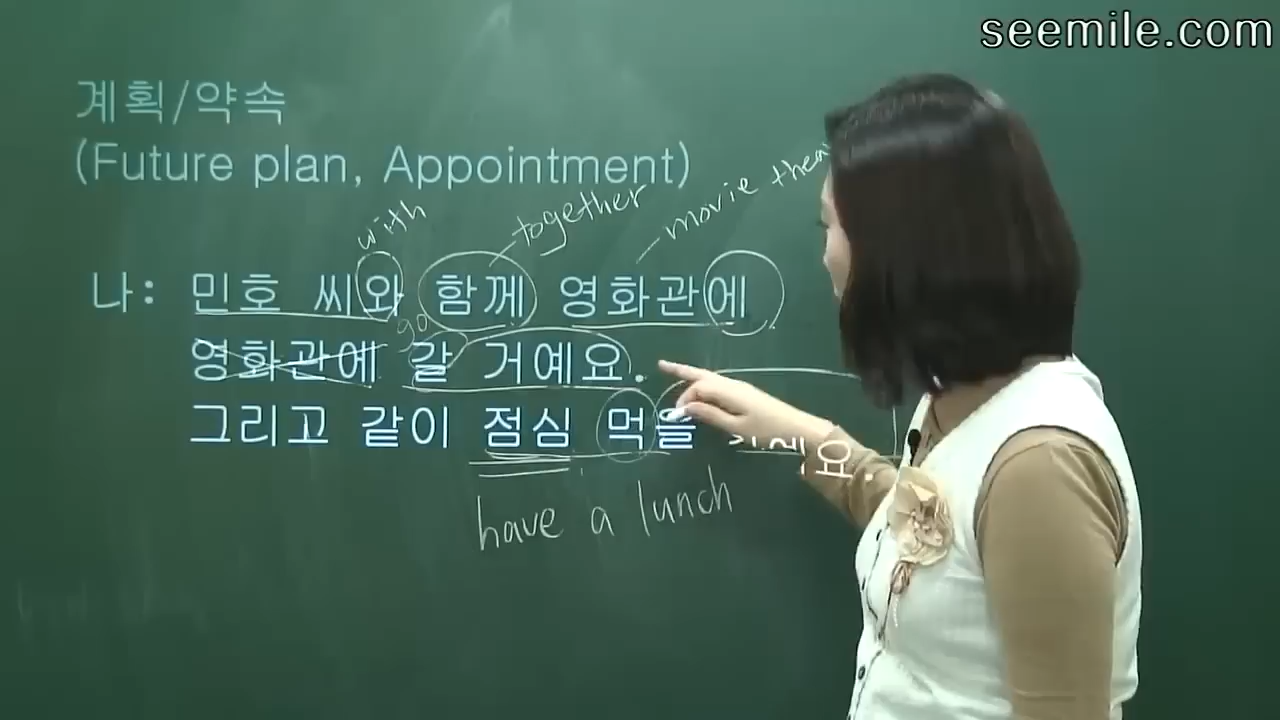 seemile.com
계획/약속
(Future plan, Appointment)
with
together
movie
나: 민호 씨와 함께 영화관에
go
영화관에 갈 거예요.
그리고 같이 점심 먹을
have a lunch